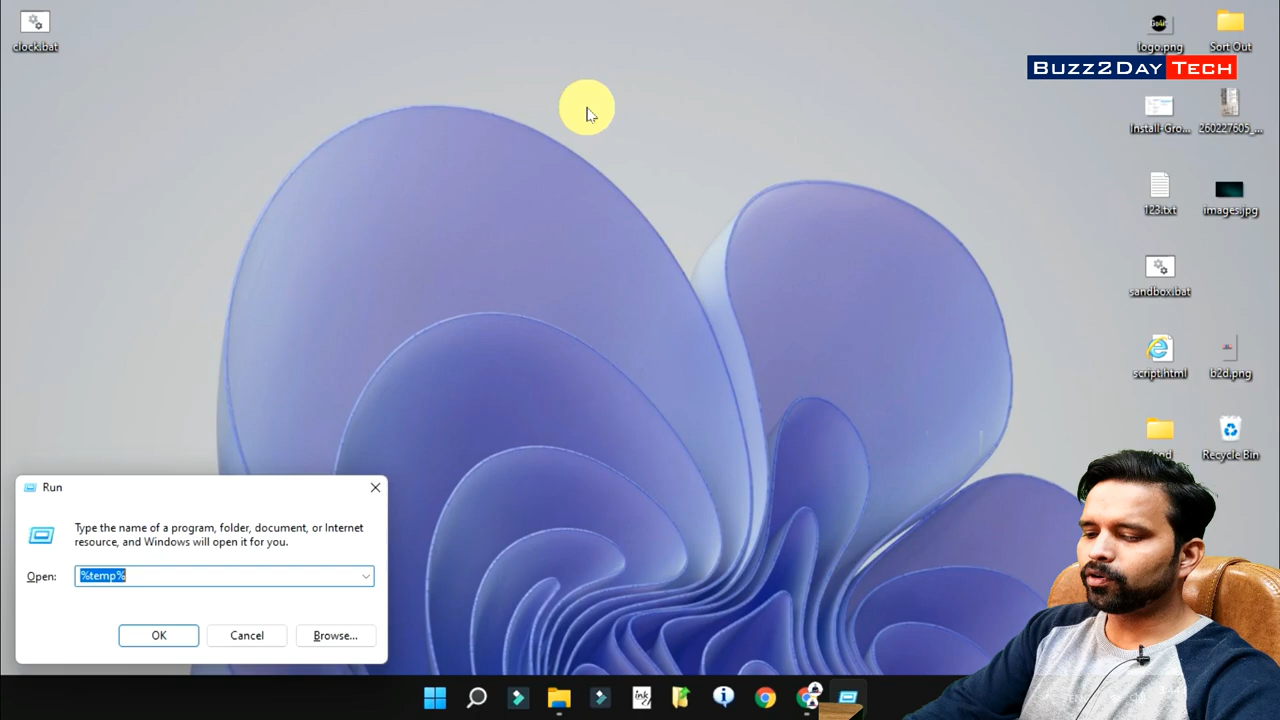 clock.bat
logo.png
Sort Out
Buzz2Day Tech
Install-Gro...
260227605_...
123.txt
images.jpg
sandbox.bat
script.html
b2d.png
Recycle Bin
Run
Type the name of a program, folder, document, or Internet
resource, and Windows will open it for you.
Open:
%temp%
OK
Cancel
Browse...
ink